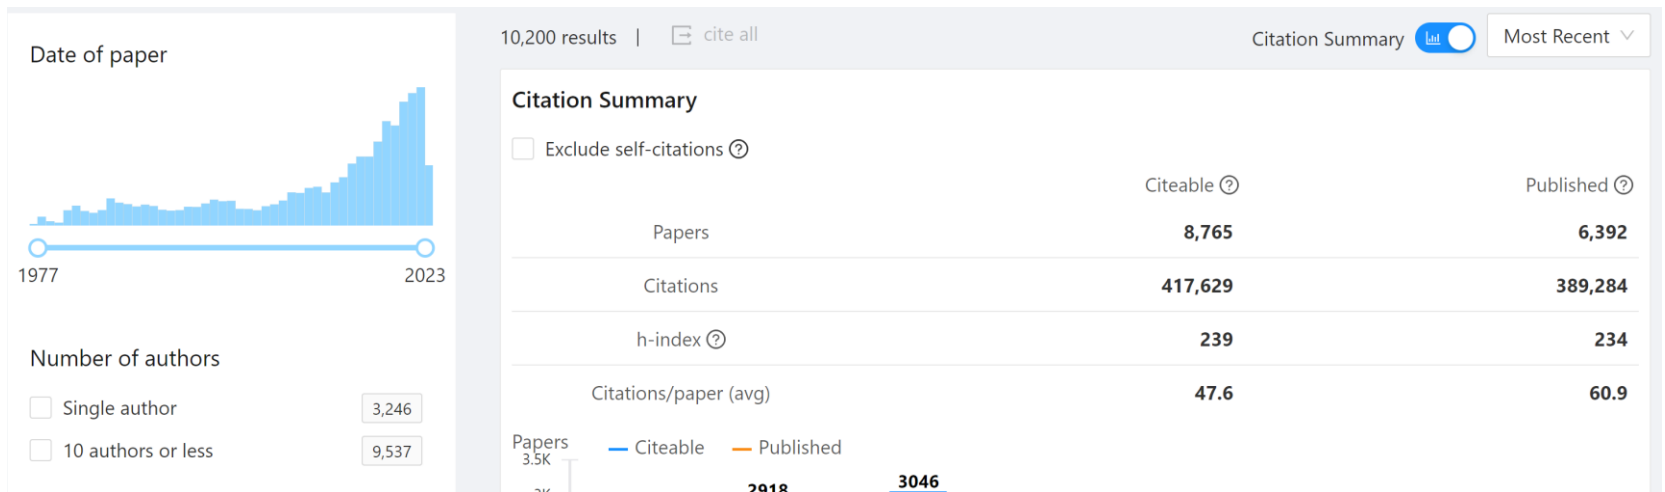 Date of paper
1977 2023
Number of authors
Single author 3,246
10 authors or less 9,537
10,200 results | cite all
Citation Summary Most Recent
Citation Summary
Exclude self-citations ?
Citeable ? Published ?
Papers 8,765 6,392
Citations 417,629 389,284
h-index ? 239 234
Citations/paper (avg) 47.6 60.9
Papers
Citeable Published
3.5K
3046
2918